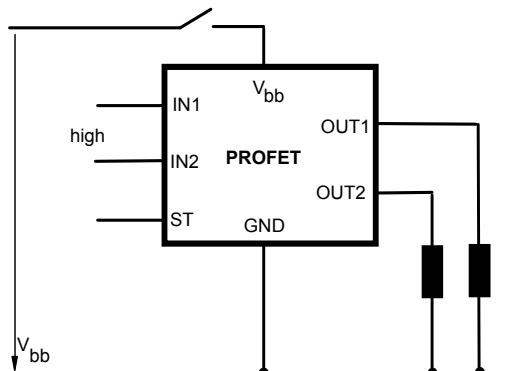 V_bb
IN1
OUT1
high
IN2
PROFET
OUT2
ST
GND
V_bb